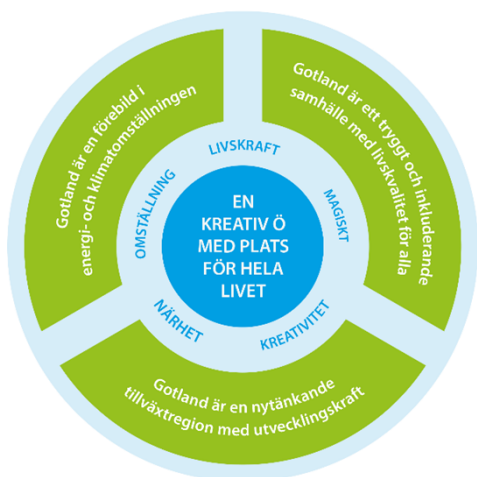 Gotland är en förebild i
energi- och klimatomställningen
Gotland är ett tryggt och inkluderande
samhälle med livskvalitet för alla
LIVSKRAFT
MAGISKT
OMSTÄLLNING
EN
KREATIV Ö
MED PLATS
FÖR HELA
LIVET
NÄRHET
KREATIVITET
Gotland är en nytänkande
tillväxtregion med utvecklingskraft